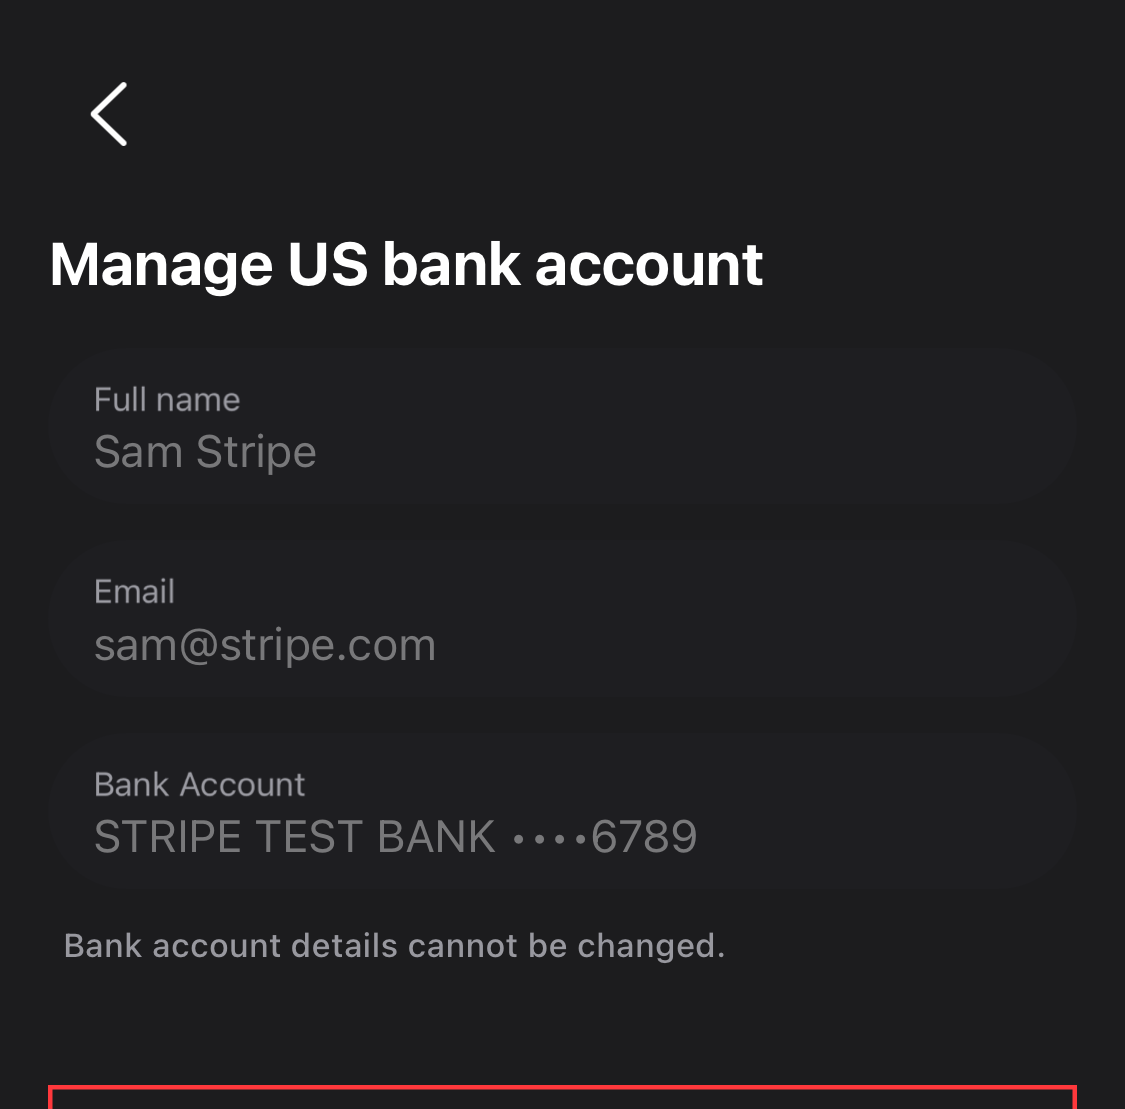 Manage US bank account
Full name
Sam Stripe
Email
sam@stripe.com
Bank Account
STRIPE TEST BANK ••••6789
Bank account details cannot be changed.